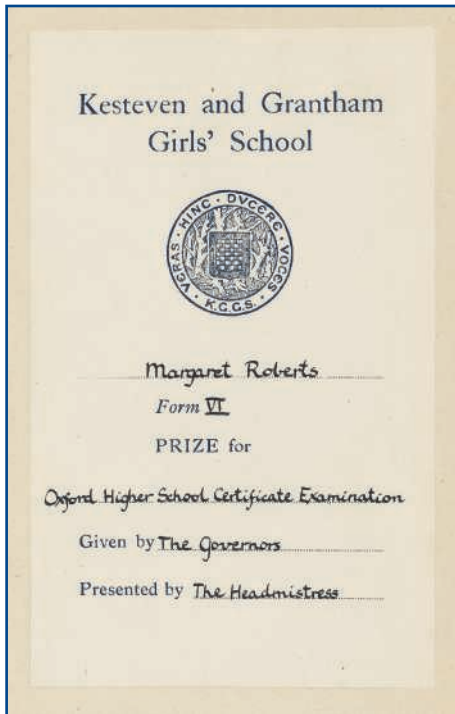 Kesteven and Grantham
Girls' School
VERAS · HINC · DVCERE · VOCES
· K.G.G.S. ·
Margaret Roberts
Form VI
PRIZE for
Oxford Higher School Certificate Examination
Given by The Governors
Presented by The Headmistress